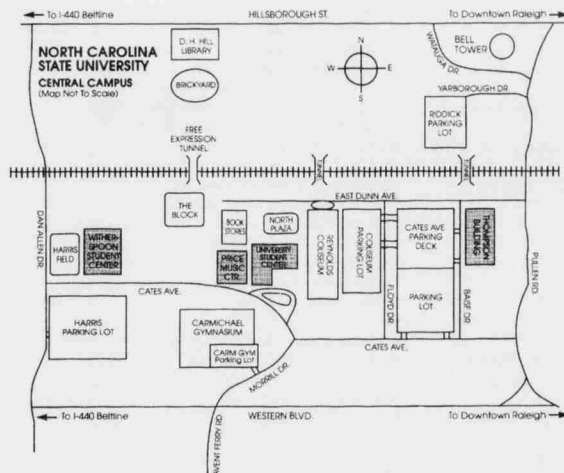 To I-440 Beltline
HILLSBOROUGH ST.
To Downtown Raleigh
NORTH CAROLINA
STATE UNIVERSITY
CENTRAL CAMPUS
(Map Not To Scale)
D. H. HILL
LIBRARY
BRICKYARD
N
W
E
S
WATAUGA DR.
BELL
TOWER
YARBOROUGH DR.
RIDDICK
PARKING
LOT
FREE
EXPRESSION
TUNNEL
TUNNEL
TUNNEL
EAST DUNN AVE.
DAN ALLEN DR.
HARRIS
FIELD
WITHER-
SPOON
STUDENT
CENTER
THE BLOCK
BOOK
STORES
NORTH
PLAZA
PRICE
MUSIC
CTR.
UNIVERSITY
STUDENT
CENTER
REYNOLDS
COLISEUM
COLISEUM
PARKING LOT
FLOYD DR
CATES AVE
PARKING
DECK
PARKING
LOT
BAISE DR
THOMPSON
BUILDING
PULLEN RD.
CATES AVE.
HARRIS
PARKING LOT
CARMICHAEL
GYMNASIUM
CARM GYM
Parking Lot
MORRILL DR.
CATES AVE.
To I-440 Beltline
WESTERN BLVD.
To Downtown Raleigh
VENT FERRY RD